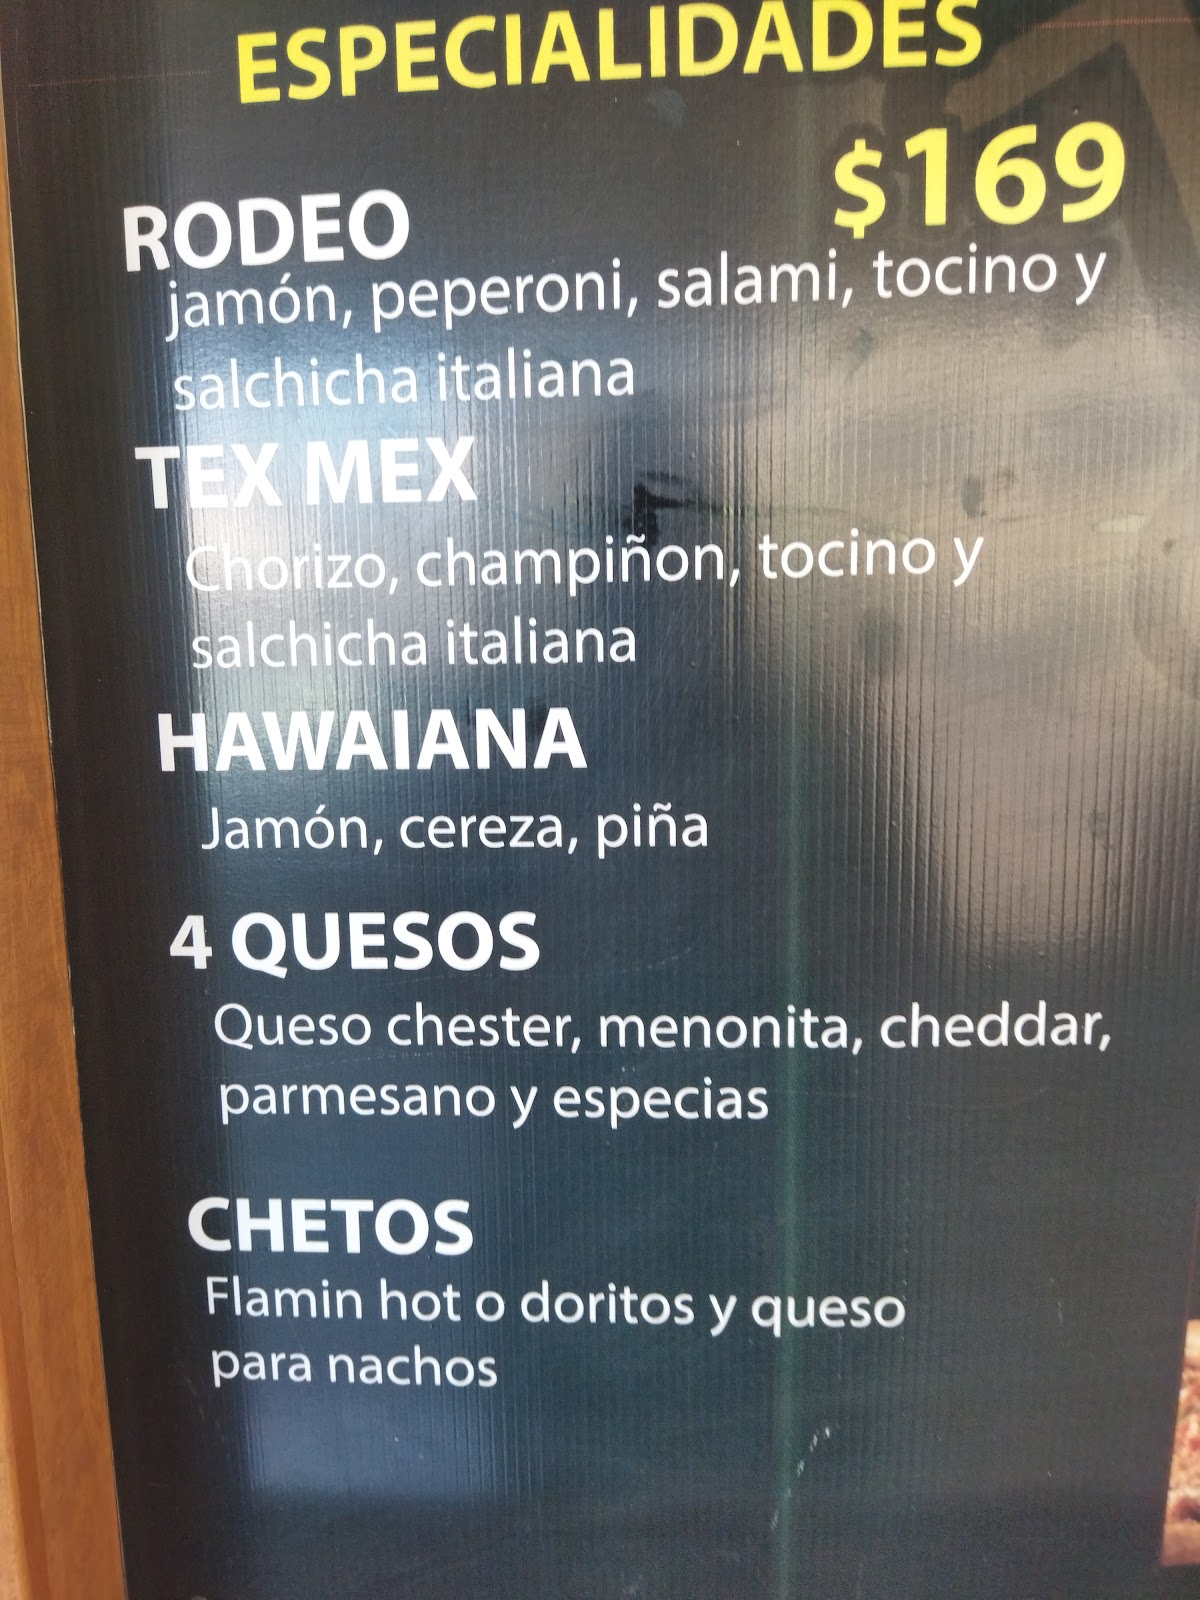 ESPECIALIDADES
$169
RODEO
jamón, peperoni, salami, tocino y
salchicha italiana
TEX MEX
Chorizo, champiñon, tocino y
salchicha italiana
HAWAIANA
Jamón, cereza, piña
4 QUESOS
Queso chester, menonita, cheddar,
parmesano y especias
CHETOS
Flamin hot o doritos y queso
para nachos